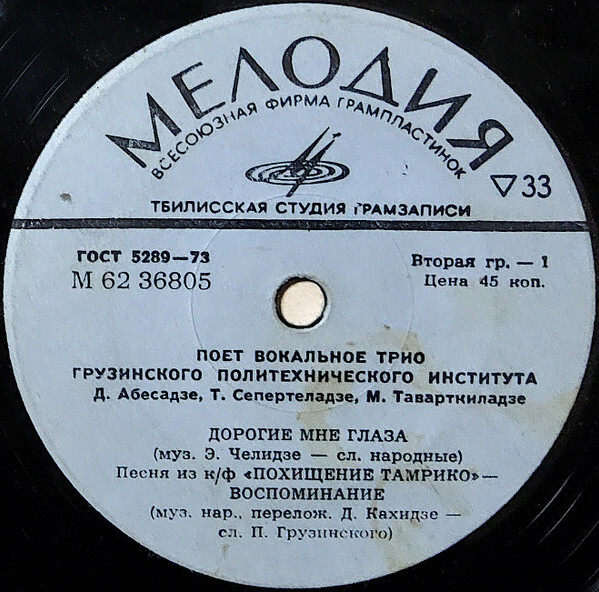 МЕЛОДИЯ
ВСЕСОЮЗНАЯ ФИРМА ГРАМПЛАСТИНОК
▽33
ТБИЛИССКАЯ СТУДИЯ ГРАМЗАПИСИ
ГОСТ 5289—73
Вторая гр. — 1
М 62 36805
Цена 45 коп.
ПОЕТ ВОКАЛЬНОЕ ТРИО
ГРУЗИНСКОГО ПОЛИТЕХНИЧЕСКОГО ИНСТИТУТА
Д. Абесадзе, Т. Сепертеладзе, М. Таварткиладзе
ДОРОГИЕ МНЕ ГЛАЗА
(муз. Э. Челидзе — сл. народные)
Песня из к/ф «ПОХИЩЕНИЕ ТАМРИКО»—
ВОСПОМИНАНИЕ
(муз. нар., перелож. Д. Кахидзе —
сл. П. Грузинского)